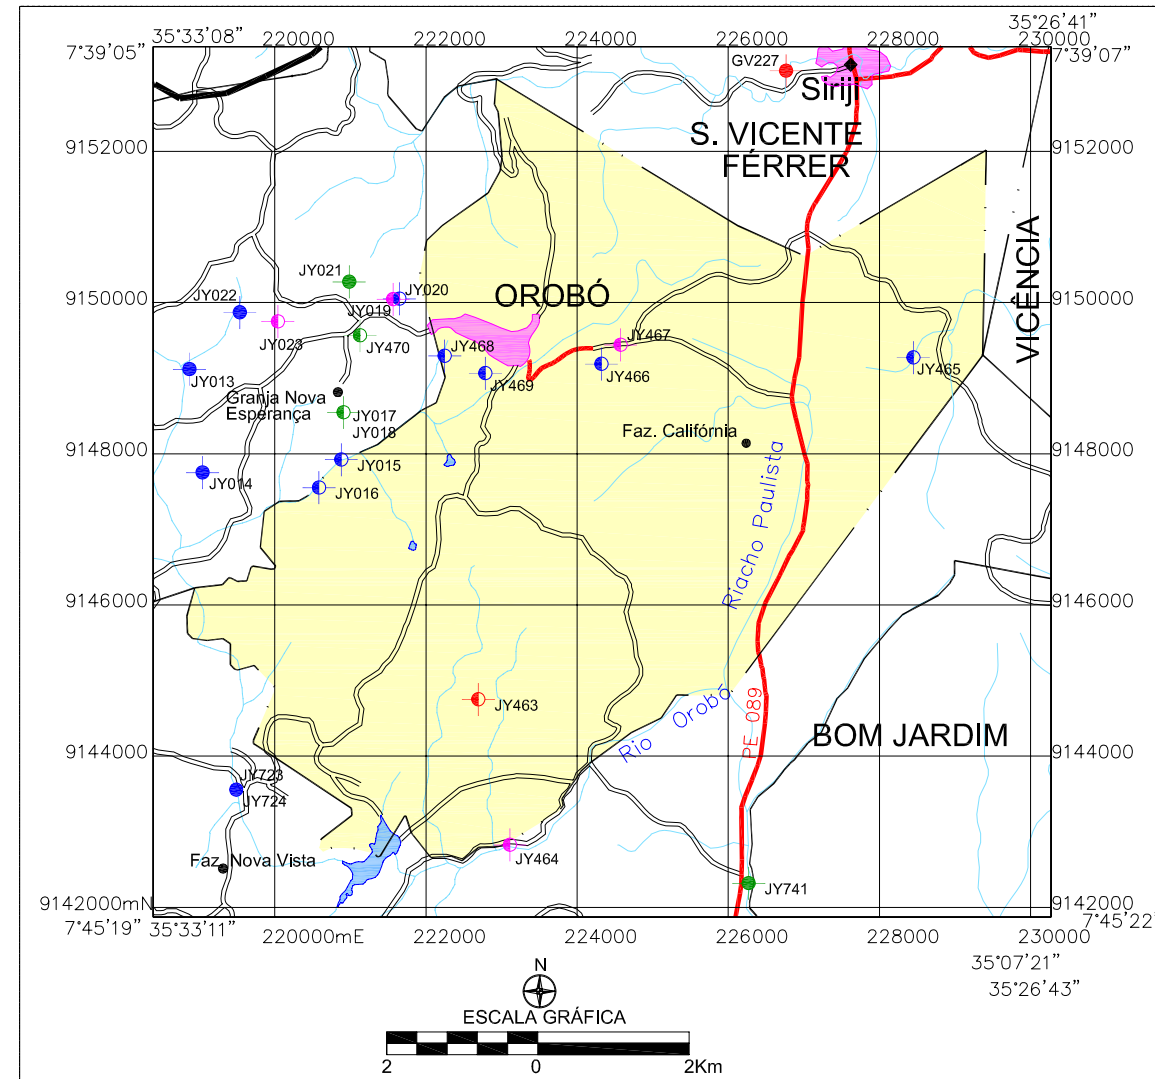 35°26'41"
35°33'08"
220000
222000
224000
226000
228000
230000
7°39'05"
7°39'07"
GV227
Siriji
S. VICENTE
FÉRRER
9152000
9152000
VICÊNCIA
JY021
JY022
JY020
JY019
JY023
JY470
9150000
OROBÓ
9150000
JY467
JY468
JY466
JY465
JY469
JY013
Granja Nova
Esperança
JY017
JY018
Faz. Califórnia
9148000
9148000
JY015
JY014
JY016
Riacho Paulista
9146000
9146000
JY463
Rio Orobó
PE 089
BOM JARDIM
9144000
9144000
JY723
JY724
Faz. Nova Vista
JY464
JY741
9142000mN
9142000
7°45'19"
35°33'11"
7°45'22"
220000mE
222000
224000
226000
228000
230000
35°07'21"
35°26'43"
N
ESCALA GRÁFICA
2
0
2Km